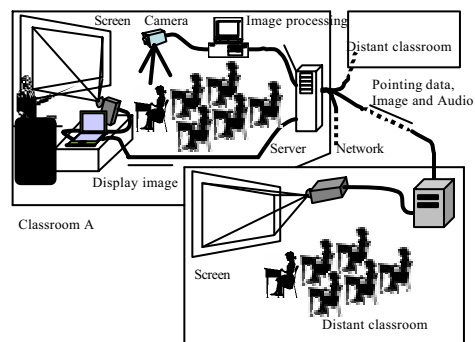 Screen
Camera
Image processing
Distant classroom
Pointing data,
Image and Audio
Server
Network
Display image
Classroom A
Screen
Distant classroom